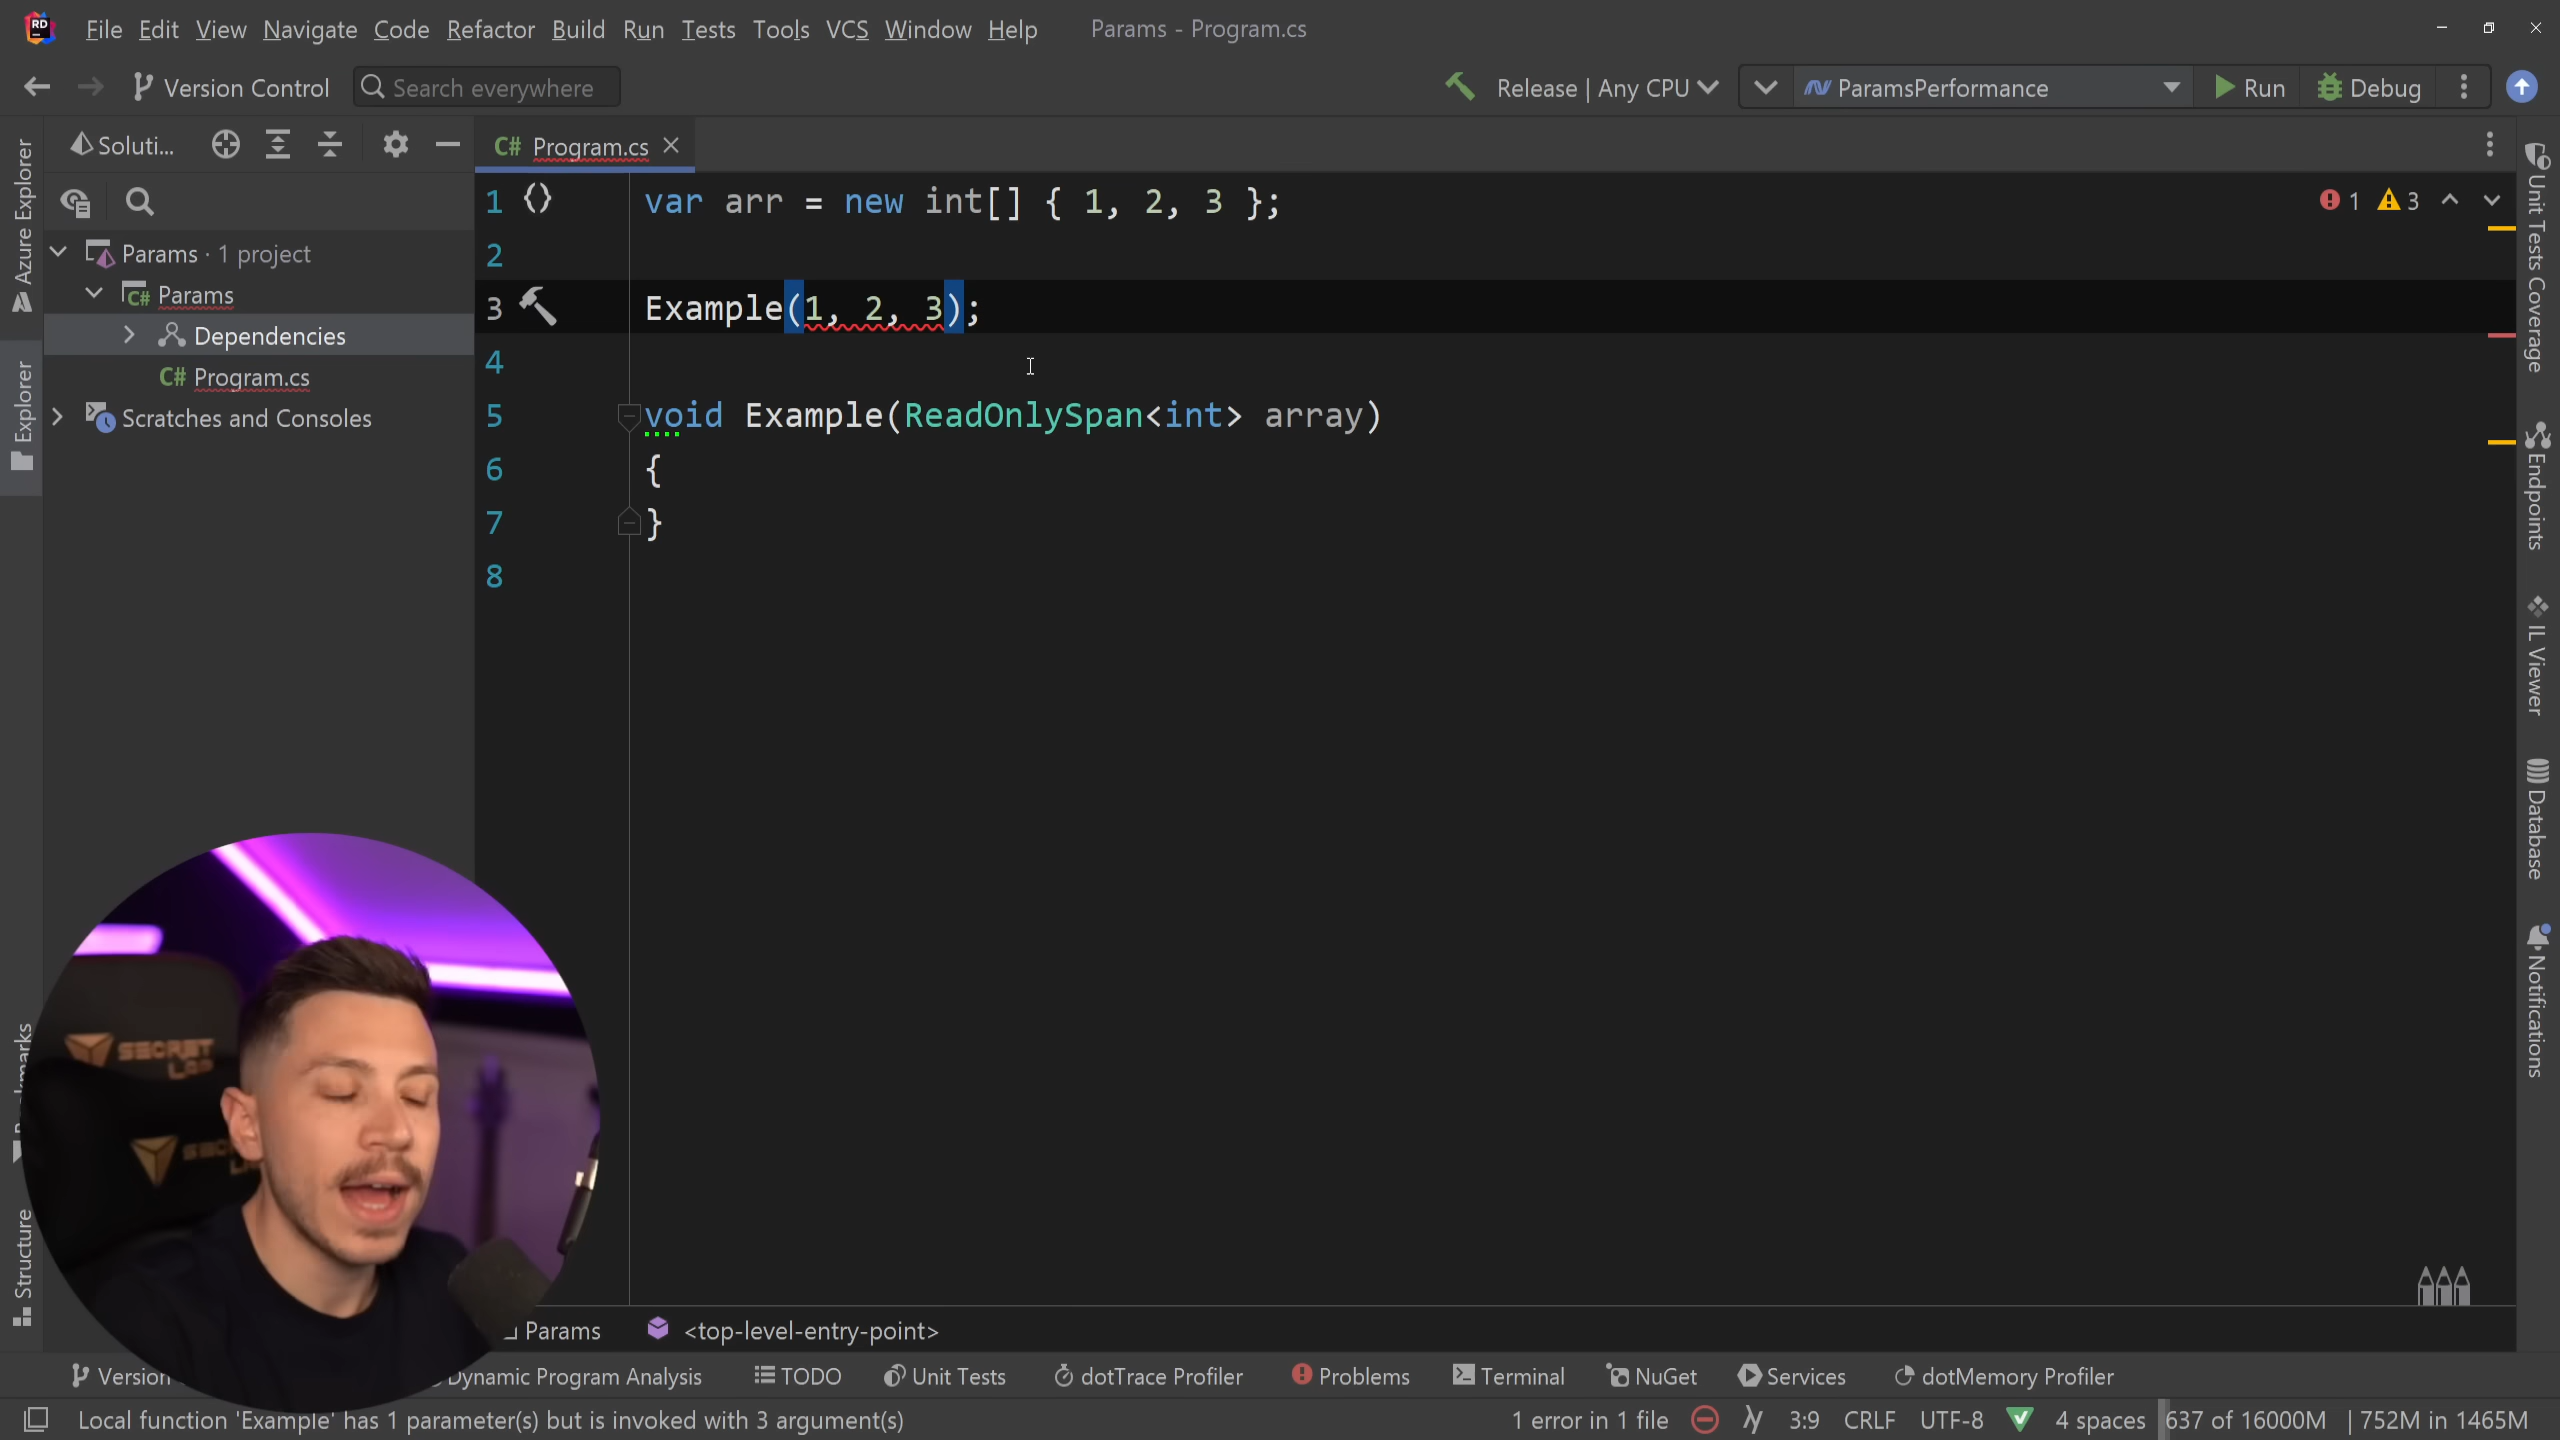 RD File Edit View Navigate Code Refactor Build Run Tests Tools VCS Window Help Params - Program.cs
Version Control Search everywhere Release | Any CPU ParamsPerformance Run Debug
Soluti... C# Program.cs
Azure Explorer
Explorer
Structure
Params · 1 project
C# Params
Dependencies
C# Program.cs
Scratches and Consoles
1 var arr = new int[] { 1, 2, 3 };
2
3 Example(1, 2, 3);
4
5 void Example(ReadOnlySpan<int> array)
6 {
7 }
8
1 3
Unit Tests Coverage
Endpoints
IL Viewer
Database
Notifications
SECRET
LAB
Params <top-level-entry-point>
Version Dynamic Program Analysis TODO Unit Tests dotTrace Profiler Problems Terminal NuGet Services dotMemory Profiler
Local function 'Example' has 1 parameter(s) but is invoked with 3 argument(s) 1 error in 1 file 3:9 CRLF UTF-8 4 spaces 637 of 16000M | 752M in 1465M